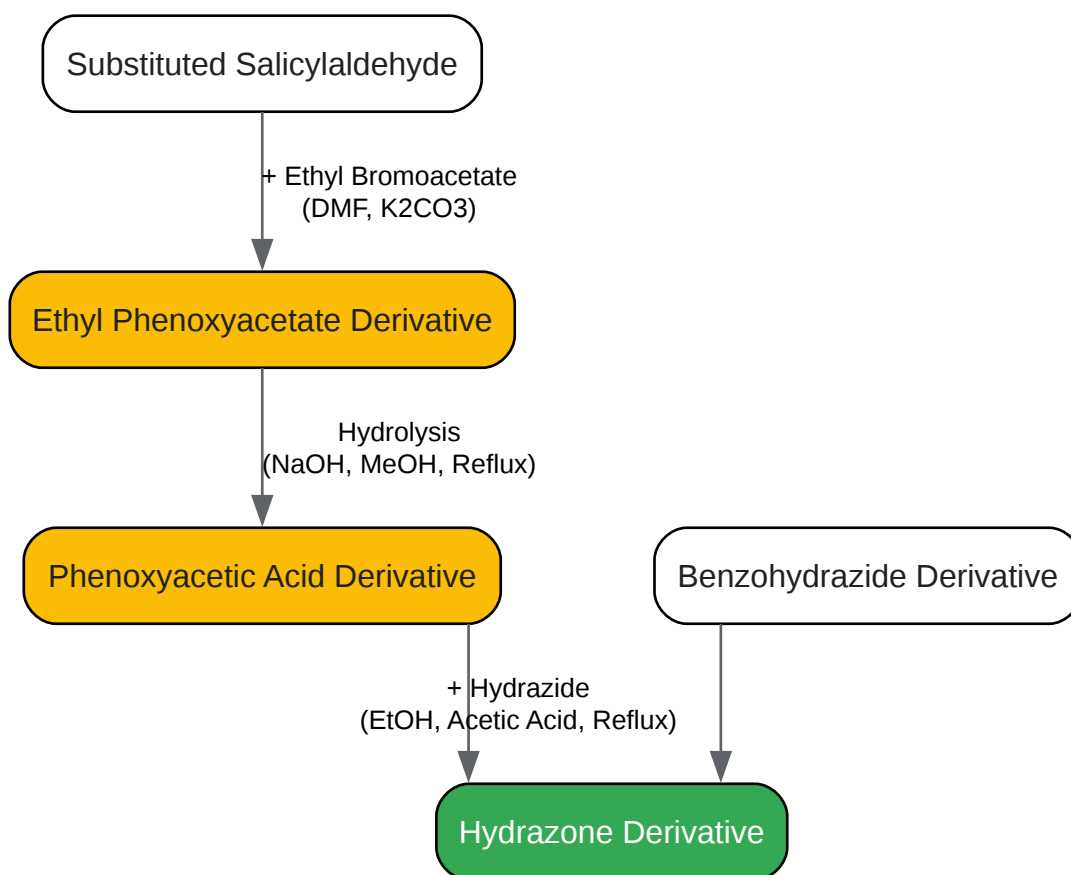 Substituted Salicylaldehyde
+ Ethyl Bromoacetate
(DMF, K2CO3)
Ethyl Phenoxyacetate Derivative
Hydrolysis
(NaOH, MeOH, Reflux)
Phenoxyacetic Acid Derivative
Benzohydrazide Derivative
+ Hydrazide
(EtOH, Acetic Acid, Reflux)
Hydrazone Derivative